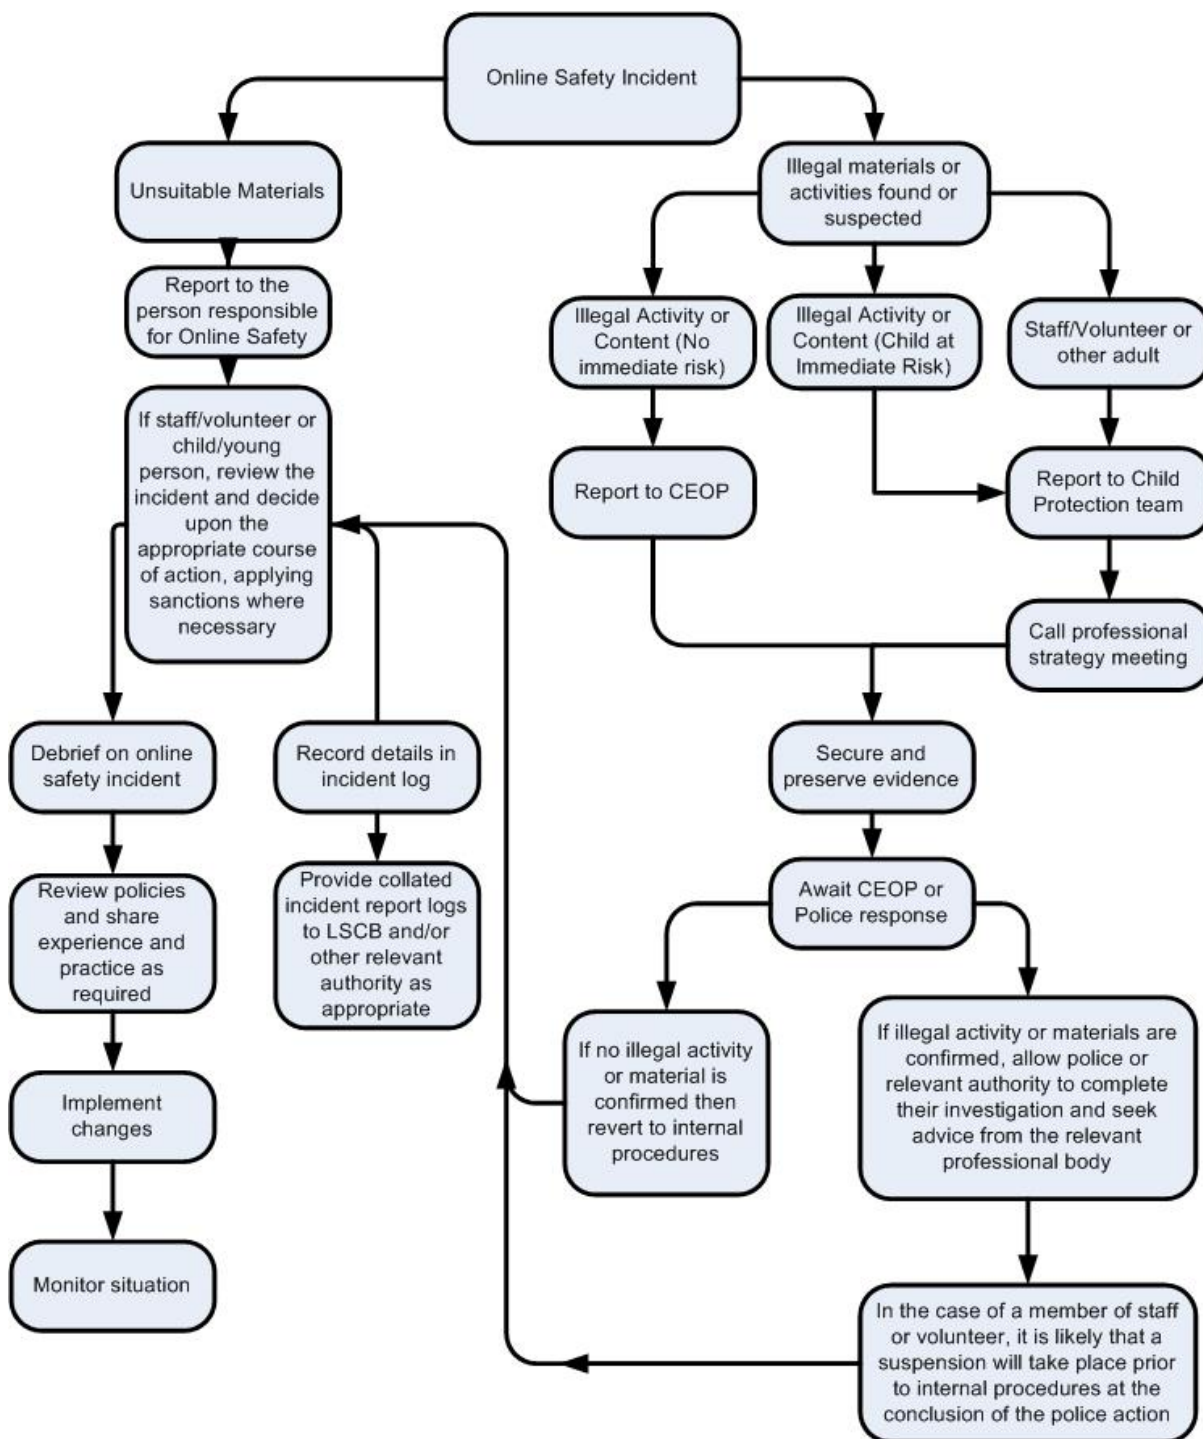 Online Safety Incident
Unsuitable Materials
Report to the
person responsible
for Online Safety
If staff/volunteer or
child/young
person, review the
incident and decide
upon the
appropriate course
of action, applying
sanctions where
necessary
Debrief on online
safety incident
Review policies
and share
experience and
practice as
required
Implement
changes
Monitor situation
Record details in
incident log
Provide collated
incident report logs
to LSCB and/or
other relevant
authority as
appropriate
Illegal materials or
activities found or
suspected
Illegal Activity or
Content (No
immediate risk)
Illegal Activity or
Content (Child at
Immediate Risk)
Staff/Volunteer or
other adult
Report to CEOP
Report to Child
Protection team
Call professional
strategy meeting
Secure and
preserve evidence
Await CEOP or
Police response
If no illegal activity
or material is
confirmed then
revert to internal
procedures
If illegal activity or materials are
confirmed, allow police or
relevant authority to complete
their investigation and seek
advice from the relevant
professional body
In the case of a member of staff
or volunteer, it is likely that a
suspension will take place prior
to internal procedures at the
conclusion of the police action